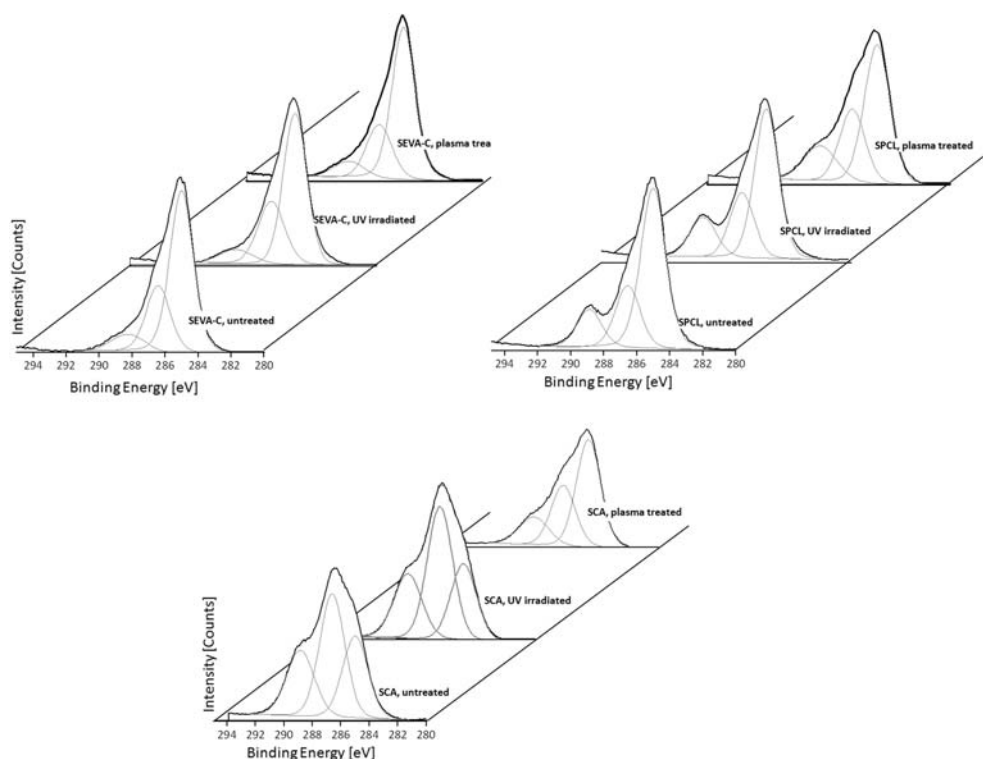 SEVA-C, plasma trea
SEVA-C, UV irradiated
SEVA-C, untreated
Intensity [Counts]
294 292 290 288 286 284 282 280
Binding Energy [eV]
SPCL, plasma treated
SPCL, UV irradiated
SPCL, untreated
294 292 290 288 286 284 282 280
Binding Energy [eV]
SCA, plasma treated
SCA, UV irradiated
SCA, untreated
Intensity [Counts]
294 292 290 288 286 284 282 280
Binding Energy [eV]